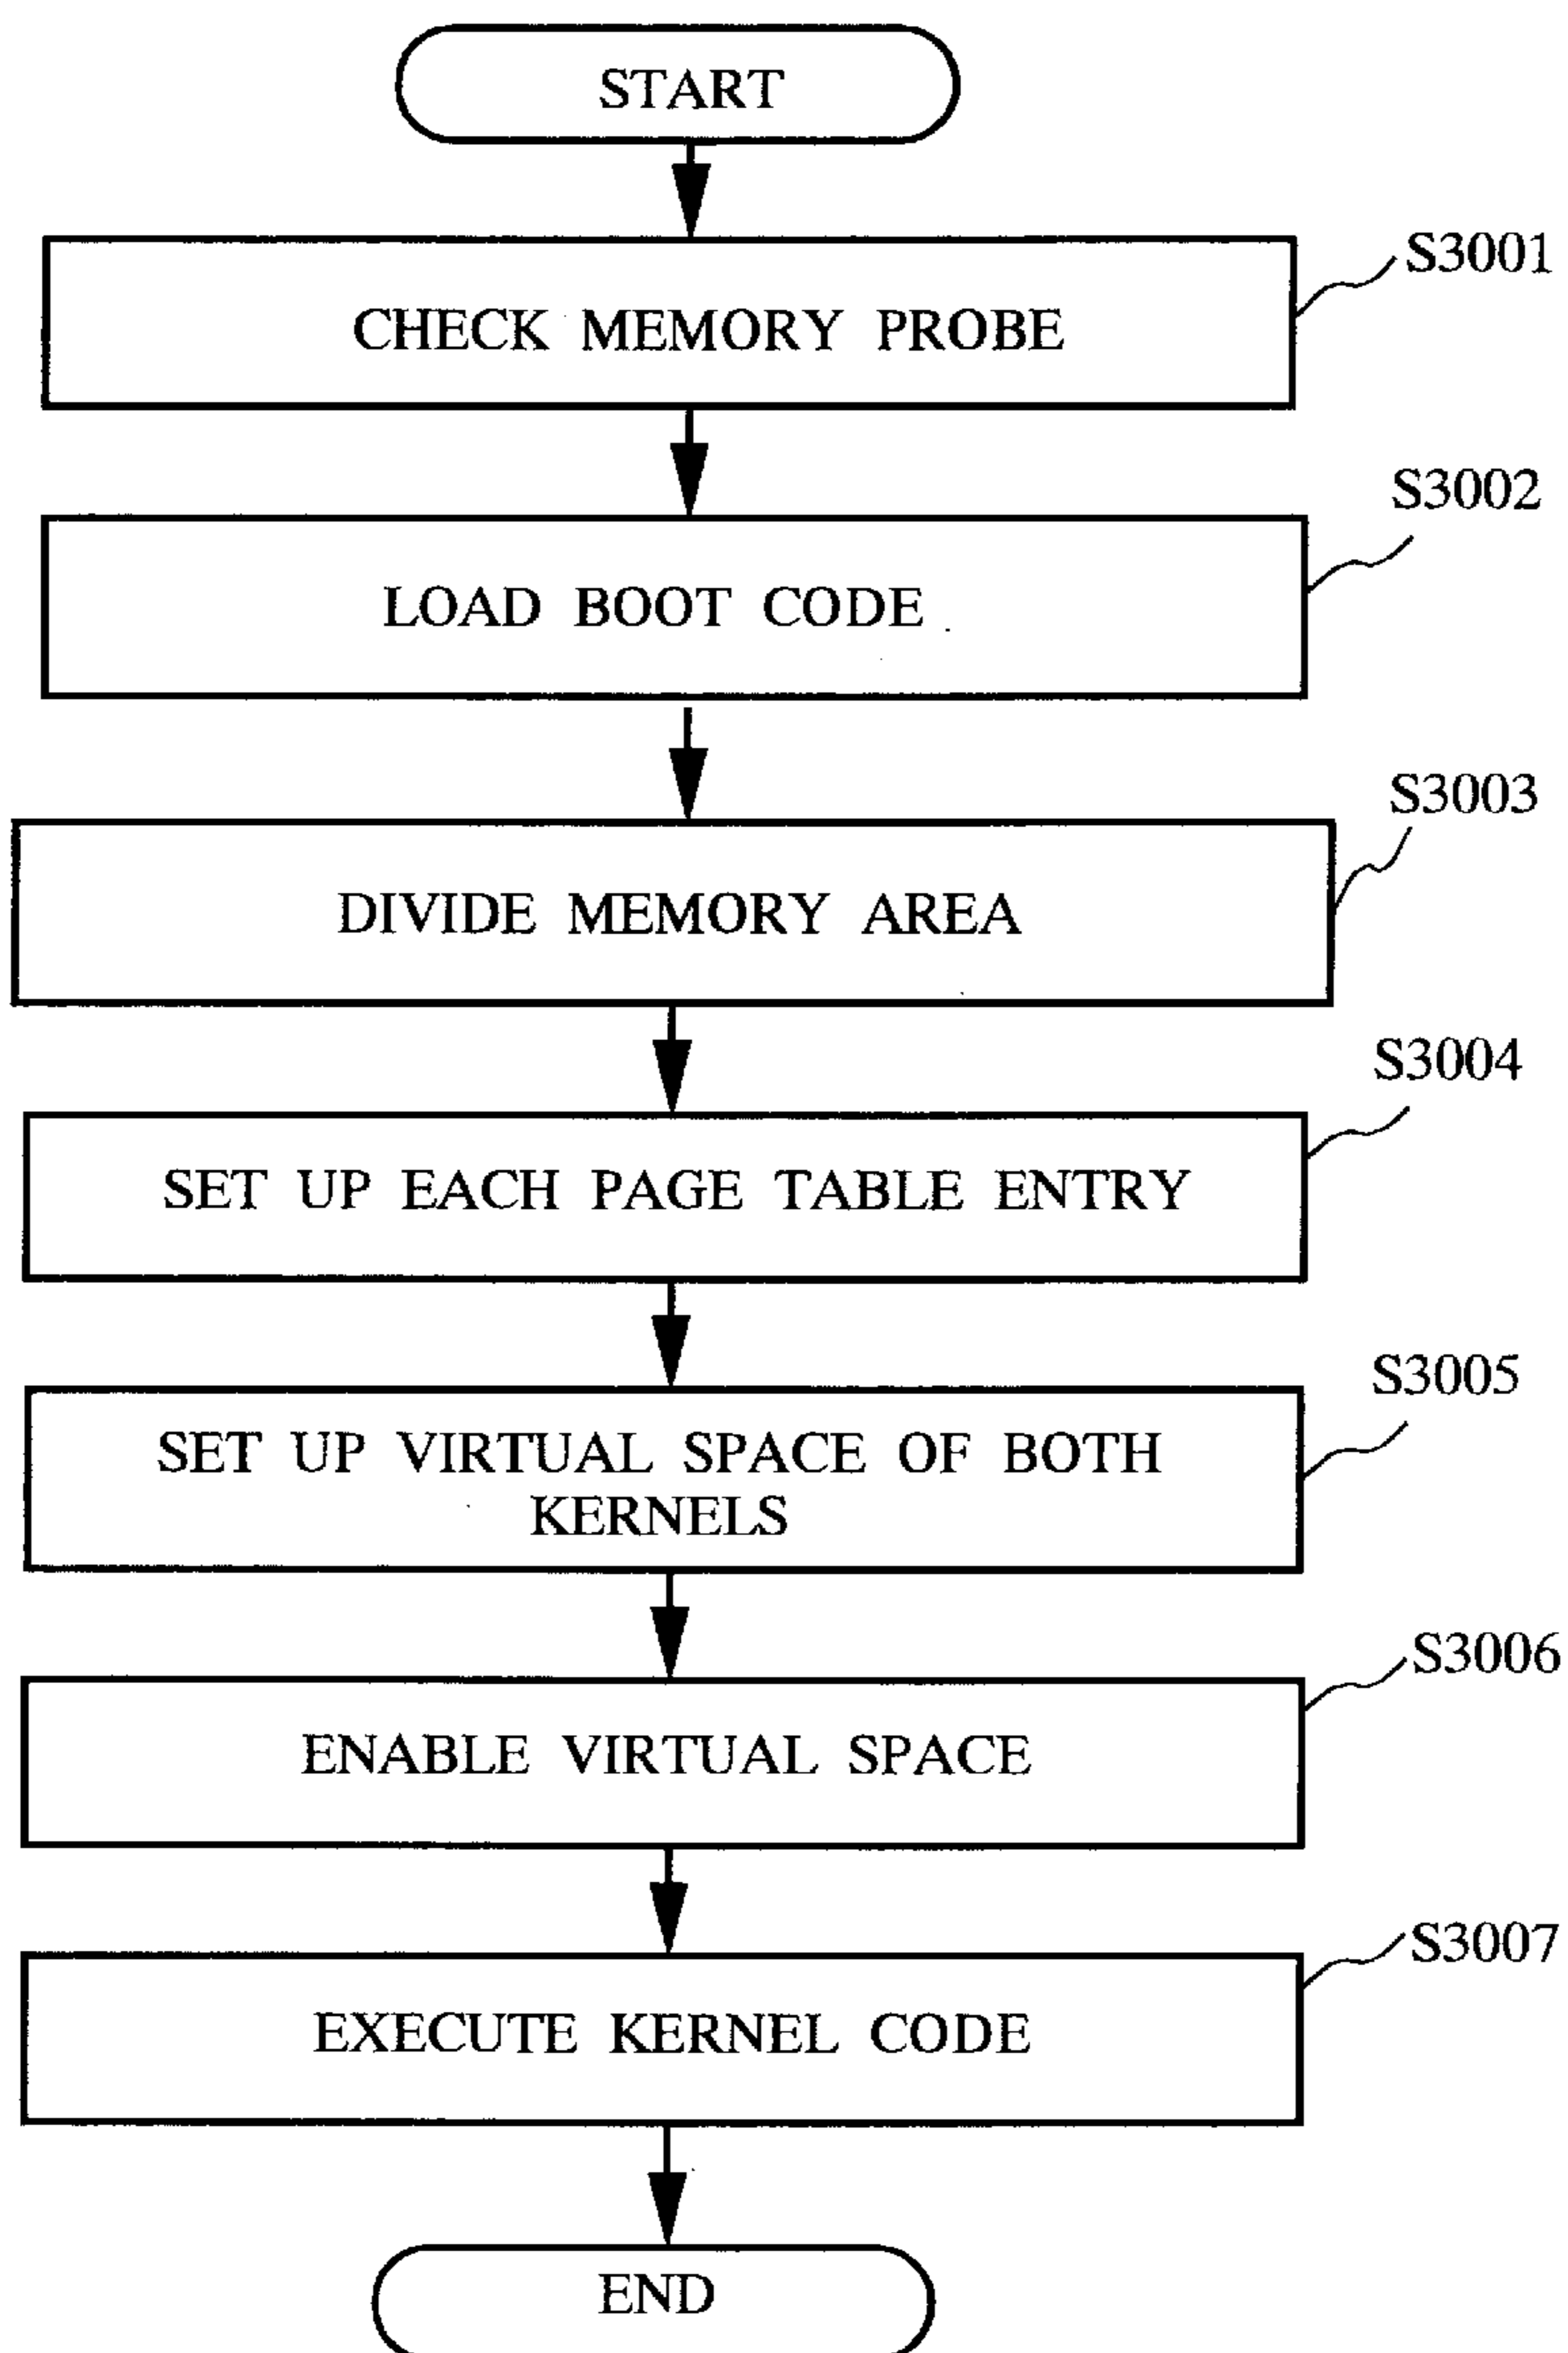 START
S3001
CHECK MEMORY PROBE
S3002
LOAD BOOT CODE
S3003
DIVIDE MEMORY AREA
S3004
SET UP EACH PAGE TABLE ENTRY
S3005
SET UP VIRTUAL SPACE OF BOTH
KERNELS
S3006
ENABLE VIRTUAL SPACE
S3007
EXECUTE KERNEL CODE
END